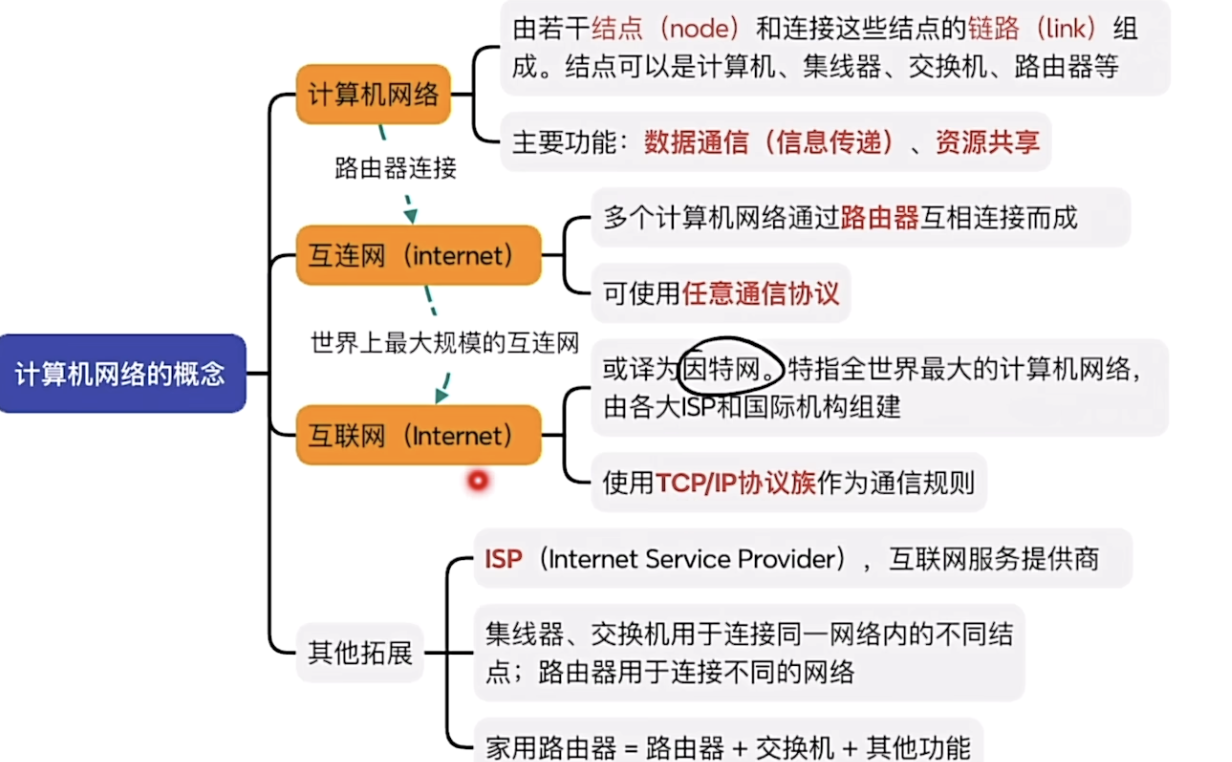 由若干结点（node）和连接这些结点的链路（link）组
成。结点可以是计算机、集线器、交换机、路由器等
计算机网络
主要功能：数据通信（信息传递）、资源共享
路由器连接
多个计算机网络通过路由器互相连接而成
互连网（internet）
可使用任意通信协议
世界上最大规模的互连网
计算机网络的概念
或译为因特网。特指全世界最大的计算机网络，
由各大ISP和国际机构组建
互联网（Internet）
使用TCP/IP协议族作为通信规则
ISP（Internet Service Provider），互联网服务提供商
其他拓展
集线器、交换机用于连接同一网络内的不同结
点；路由器用于连接不同的网络
家用路由器 = 路由器 + 交换机 + 其他功能